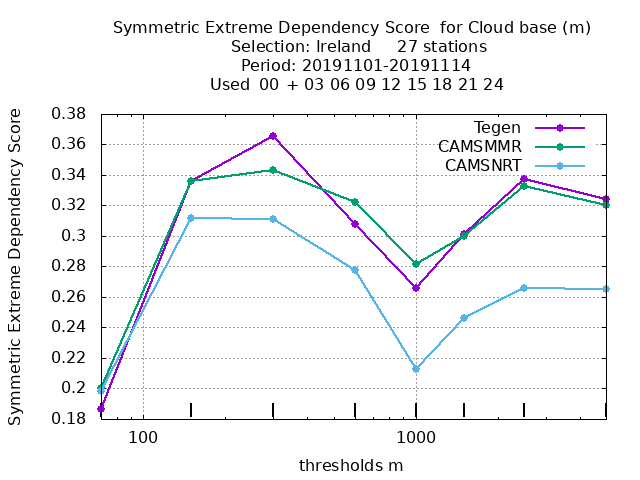 Symmetric Extreme Dependency Score  for Cloud base (m)
Selection: Ireland     27 stations
Period: 20191101-20191114
Used  00 + 03 06 09 12 15 18 21 24
Symmetric Extreme Dependency Score
0.38
0.36
0.34
0.32
0.3
0.28
0.26
0.24
0.22
0.2
0.18
Tegen
CAMSMMR
CAMSNRT
100
1000
thresholds m